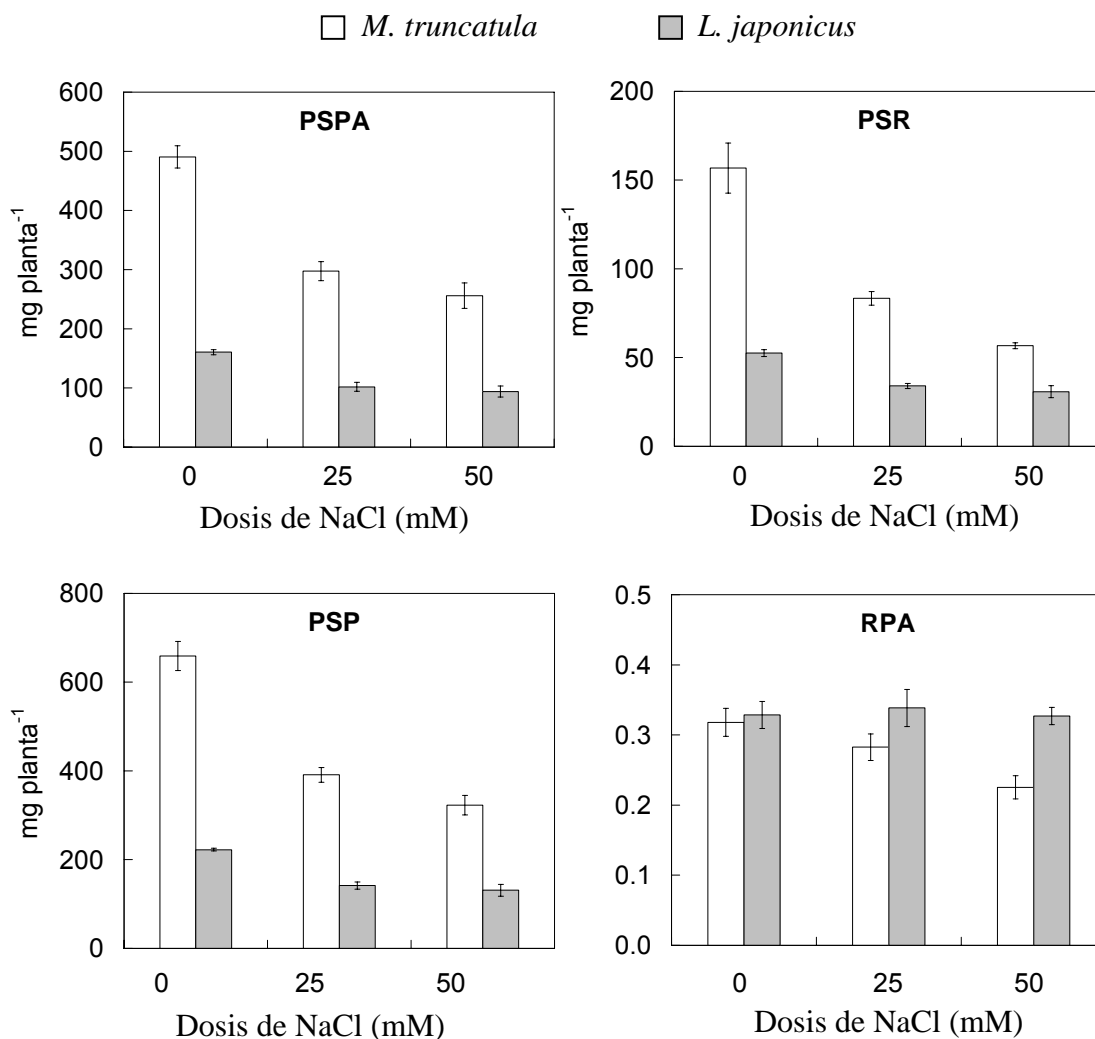 M. truncatula L. japonicus
PSPA
600
500
400
300
200
100
0
mg planta⁻¹
0 25 50
Dosis de NaCl (mM)
PSR
200
150
100
50
0
mg planta⁻¹
0 25 50
Dosis de NaCl (mM)
PSP
800
600
400
200
0
mg planta⁻¹
0 25 50
Dosis de NaCl (mM)
RPA
0.5
0.4
0.3
0.2
0.1
0.0
0 25 50
Dosis de NaCl (mM)